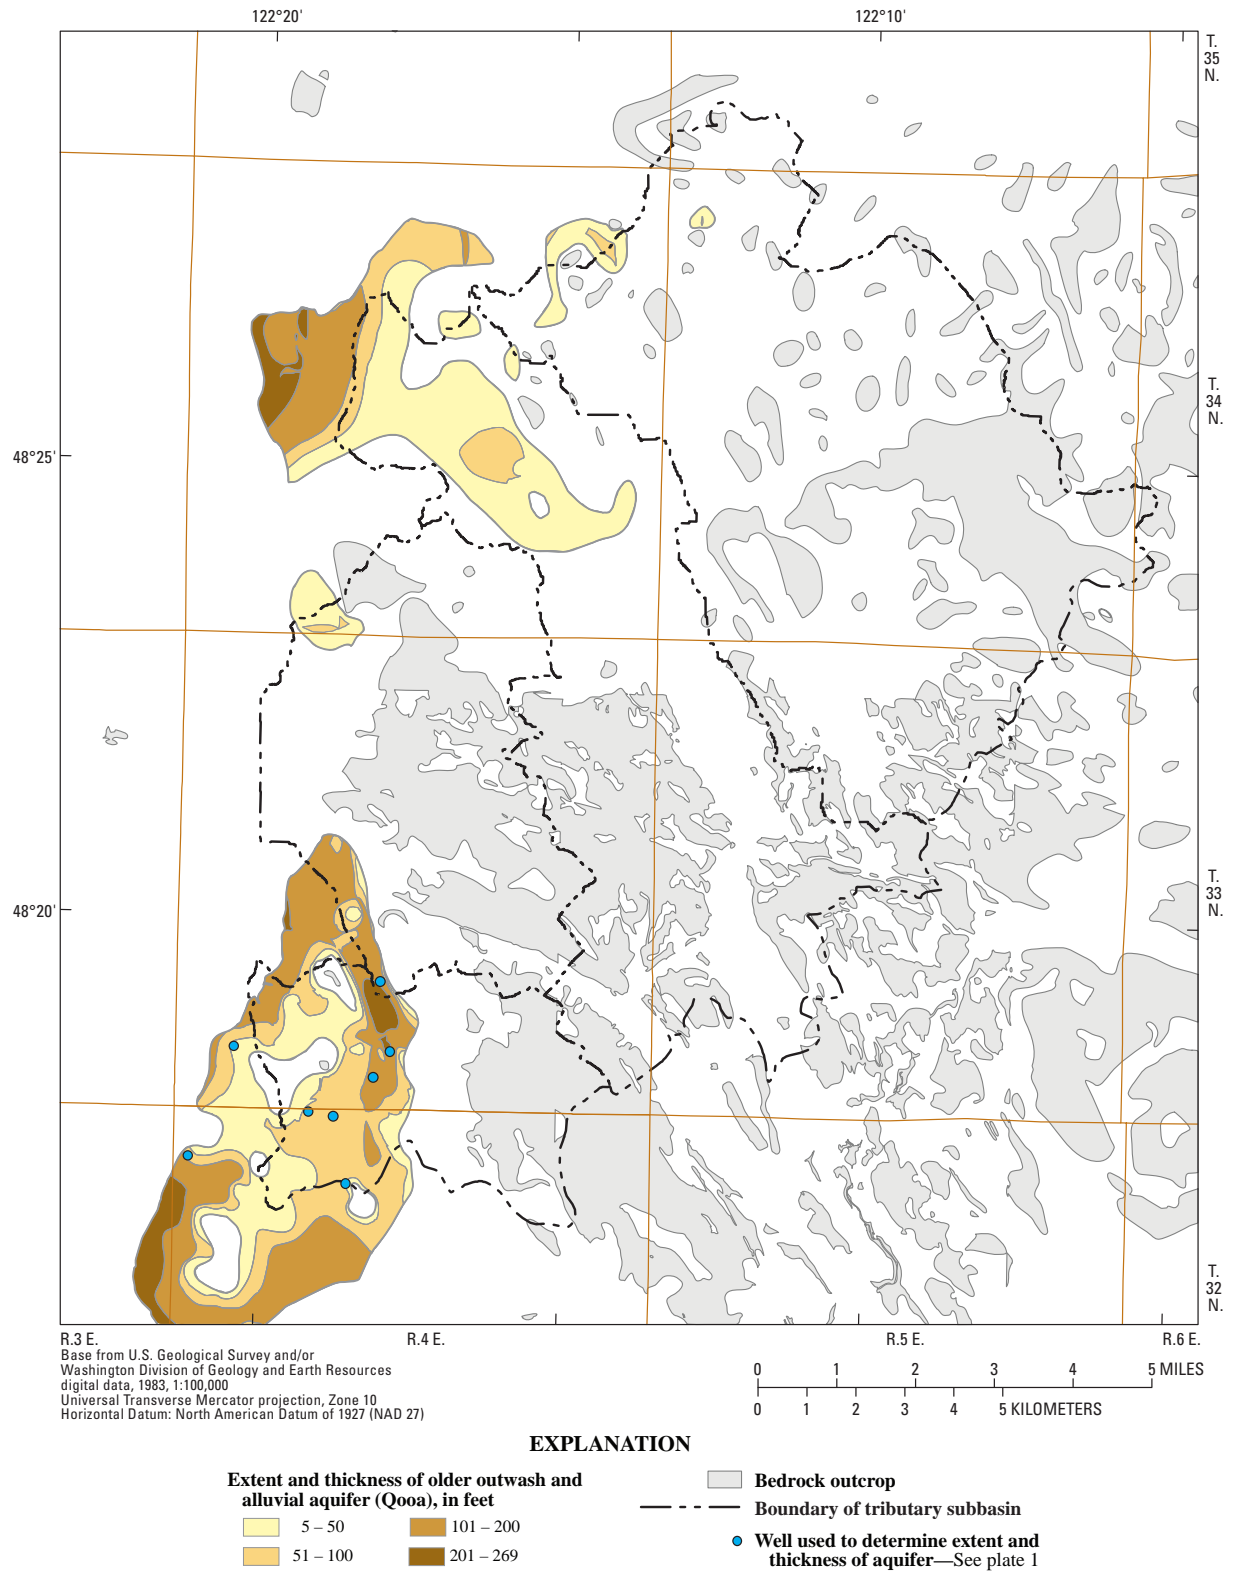 122°20'
122°10'
T.
35
N.
T.
34
N.
48°25'
T.
33
N.
48°20'
T.
32
N.
R.3 E.
R.4 E.
R.5 E.
R.6 E.
Base from U.S. Geological Survey and/or
Washington Division of Geology and Earth Resources
digital data, 1983, 1:100,000
Universal Transverse Mercator projection, Zone 10
Horizontal Datum: North American Datum of 1927 (NAD 27)
0 1 2 3 4 5 MILES
0 1 2 3 4 5 KILOMETERS
EXPLANATION
Extent and thickness of older outwash and
alluvial aquifer (Qooa), in feet
5 – 50
51 – 100
101 – 200
201 – 269
Bedrock outcrop
Boundary of tributary subbasin
Well used to determine extent and
thickness of aquifer—See plate 1